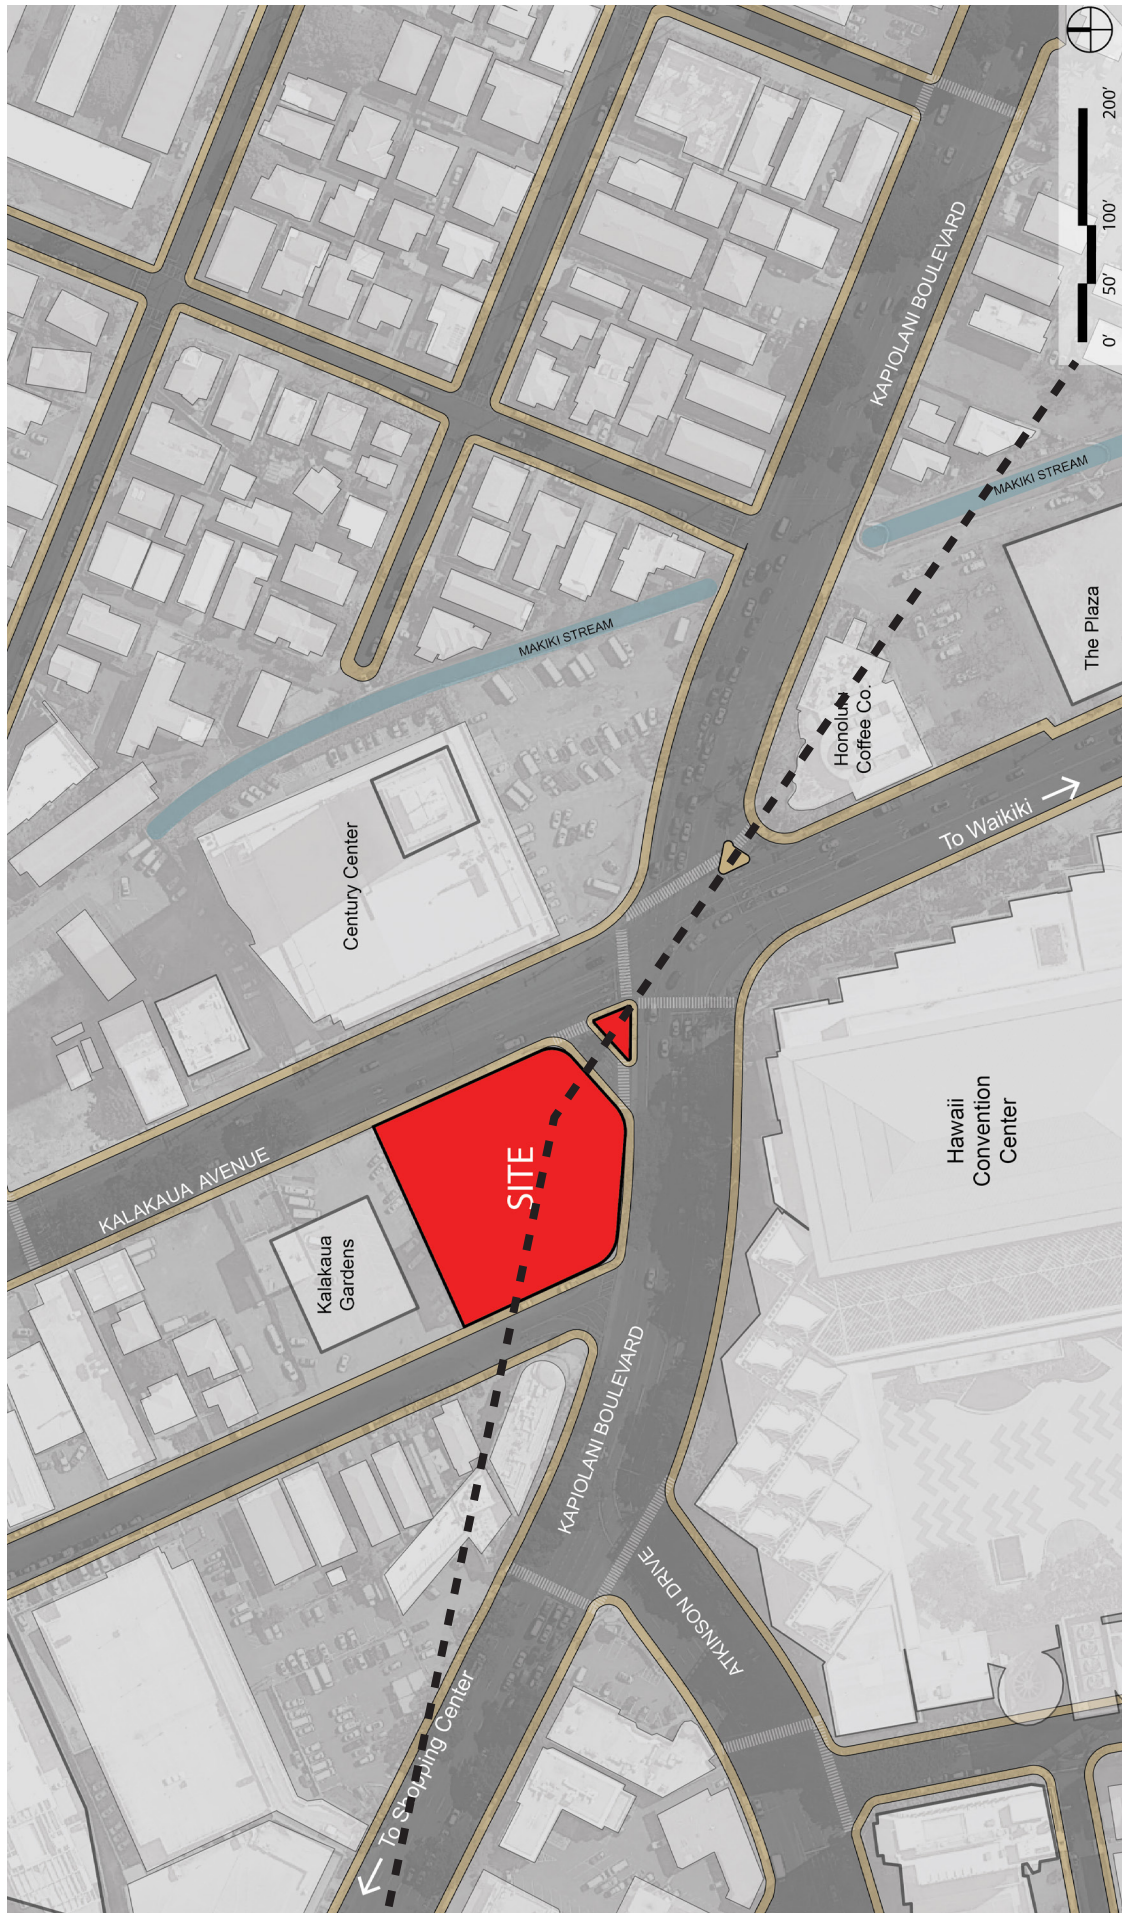 KALAKAUA AVENUE
Kalakaua
Gardens
Century Center
SITE
MAKIKI STREAM
KAPIOLANI BOULEVARD
KAPIOLANI BOULEVARD
MAKIKI STREAM
To Shopping Center
ATKINSON DRIVE
Honolulu
Coffee Co.
The Plaza
To Waikiki
Hawaii
Convention
Center
0' 50' 100' 200'